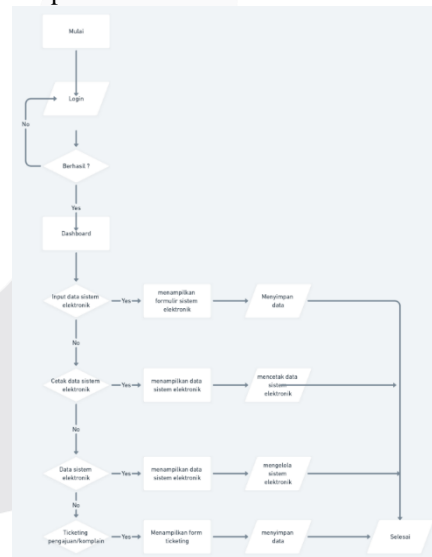 Mulai
Login
No
Berhasil ?
Yes
Dashboard
Input data sistem
elektronik
Yes
menampilkan
formulir sistem
elektronik
Menyimpan
data
No
Cetak data sistem
elektronik
Yes
menampilkan data
sistem elektronik
mencetak data
sistem
elektronik
No
Data sistem
elektronik
Yes
menampilkan data
sistem elektronik
mengelola
sistem
elektronik
No
Ticketing
pengajuan/komplain
Yes
Menampilkan form
ticketing
menyimpan
data
Selesai